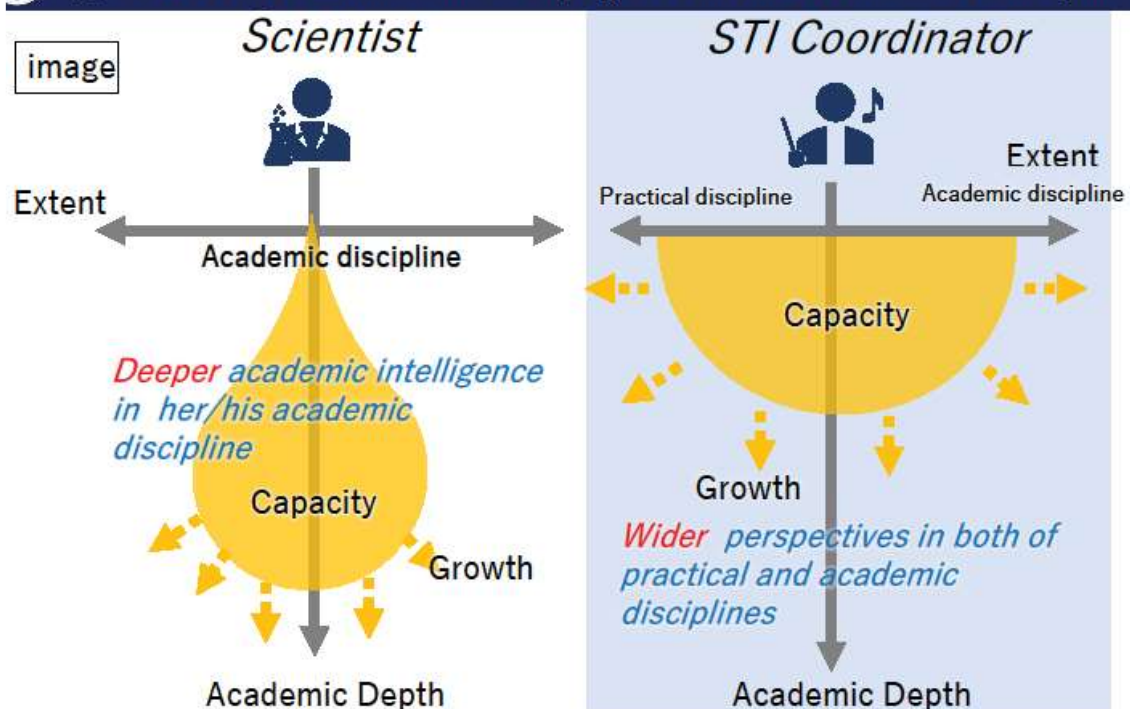 Scientist
image
Extent
Academic discipline
Deeper academic intelligence
in her/his academic
discipline
Capacity
Growth
Academic Depth
STI Coordinator
Extent
Practical discipline
Academic discipline
Capacity
Growth
Wider perspectives in both of
practical and academic
disciplines
Academic Depth